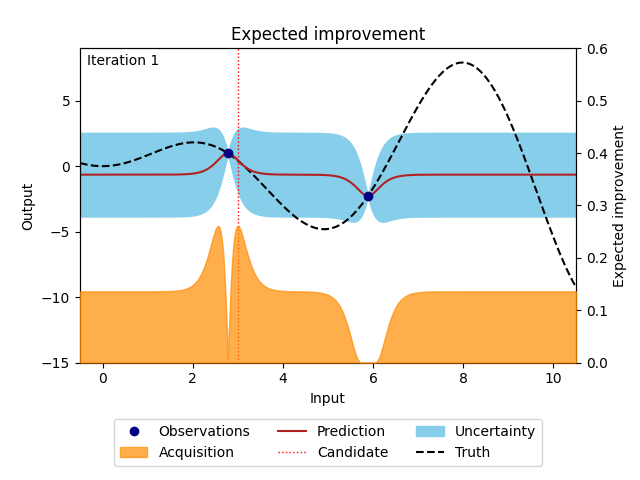 Expected improvement
Iteration 1
Output
5
0
−5
−10
−15
0.6
0.5
0.4
0.3
0.2
0.1
0.0
Expected improvement
0 2 4 6 8 10
Input
Observations Prediction Uncertainty
Acquisition Candidate Truth